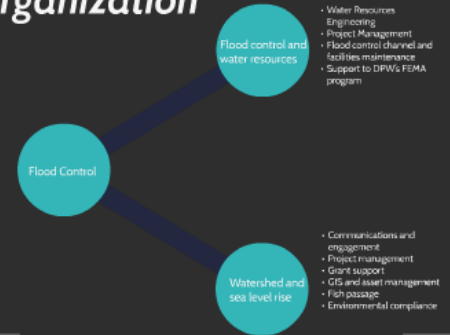 rganization
Flood control and
water resources
• Water Resources
Engineering
• Project Management
• Flood control channel and
facilities maintenance
• Support to DPW's FEMA
program
Flood Control
Watershed and
sea level rise
• Communications and
engagement
• Project management
• Grant support
• GIS and asset management
• Fish passage
• Environmental compliance